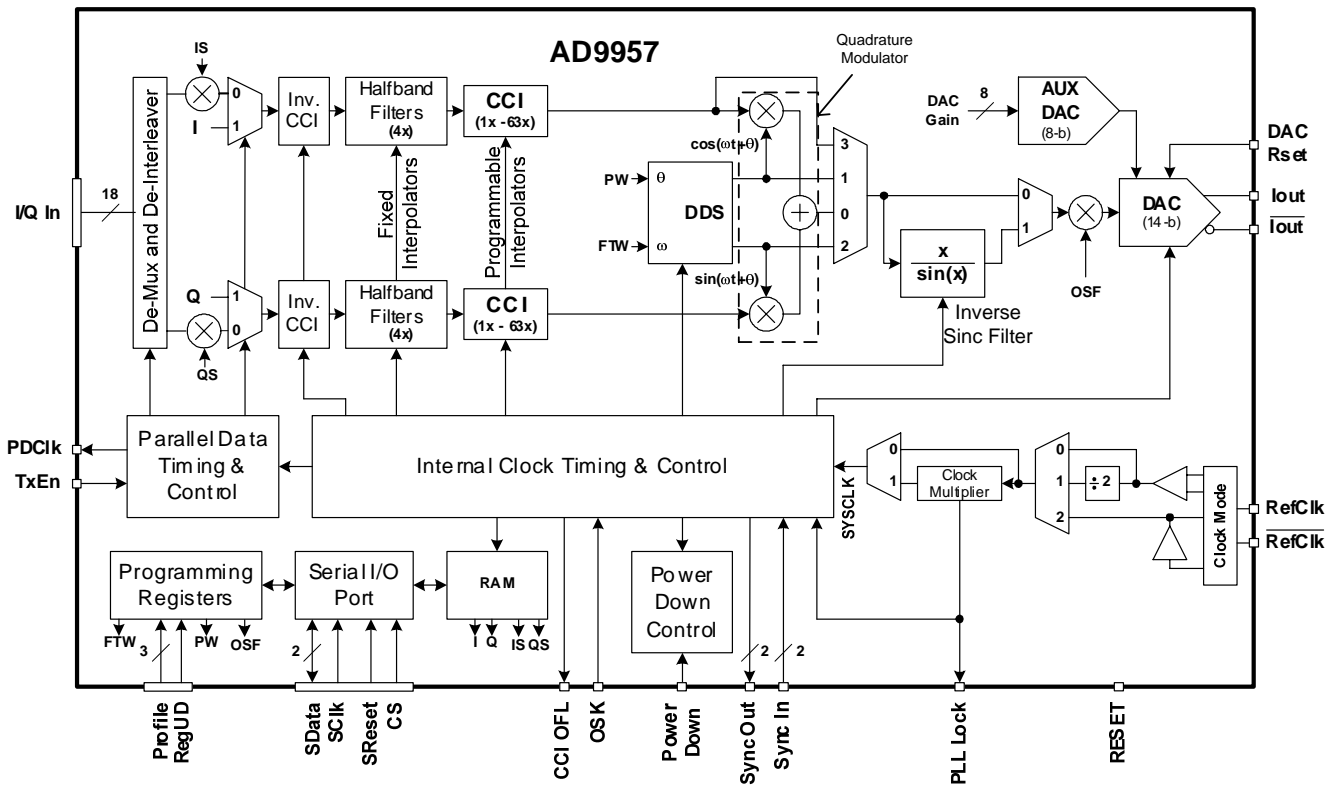 AD9957
Quadrature
Modulator
IS
0
I
1
Inv.
CCI
Halfband
Filters
(4x)
CCI
(1x - 63x)
DAC
Gain
8
AUX
DAC
(8-b)
DAC
Rset
18
I/Q In
De-Mux and De-Interleaver
Fixed
Interpolators
Programmable
Interpolators
cos(ωt+θ)
PW
θ
DDS
FTW
ω
sin(ωt+θ)
3
1
0
2
0
1
x
sin(x)
Inverse
Sinc Filter
OSF
DAC
(14-b)
Iout
Iout
Q
1
0
QS
Inv.
CCI
Halfband
Filters
(4x)
CCI
(1x - 63x)
PDClk
TxEn
Parallel Data
Timing &
Control
Internal Clock Timing & Control
SYSCLK
0
1
Clock
Multiplier
0
1
2
÷ 2
Clock Mode
RefClk
RefClk
Programming
Registers
Serial I/O
Port
RAM
Power
Down
Control
FTW
3
PW
OSF
2
I
Q
IS
QS
2
2
Profile
RegUD
SData
SClk
SReset
CS
CCI OFL
OSK
Power
Down
Sync Out
Sync In
PLL Lock
RESET